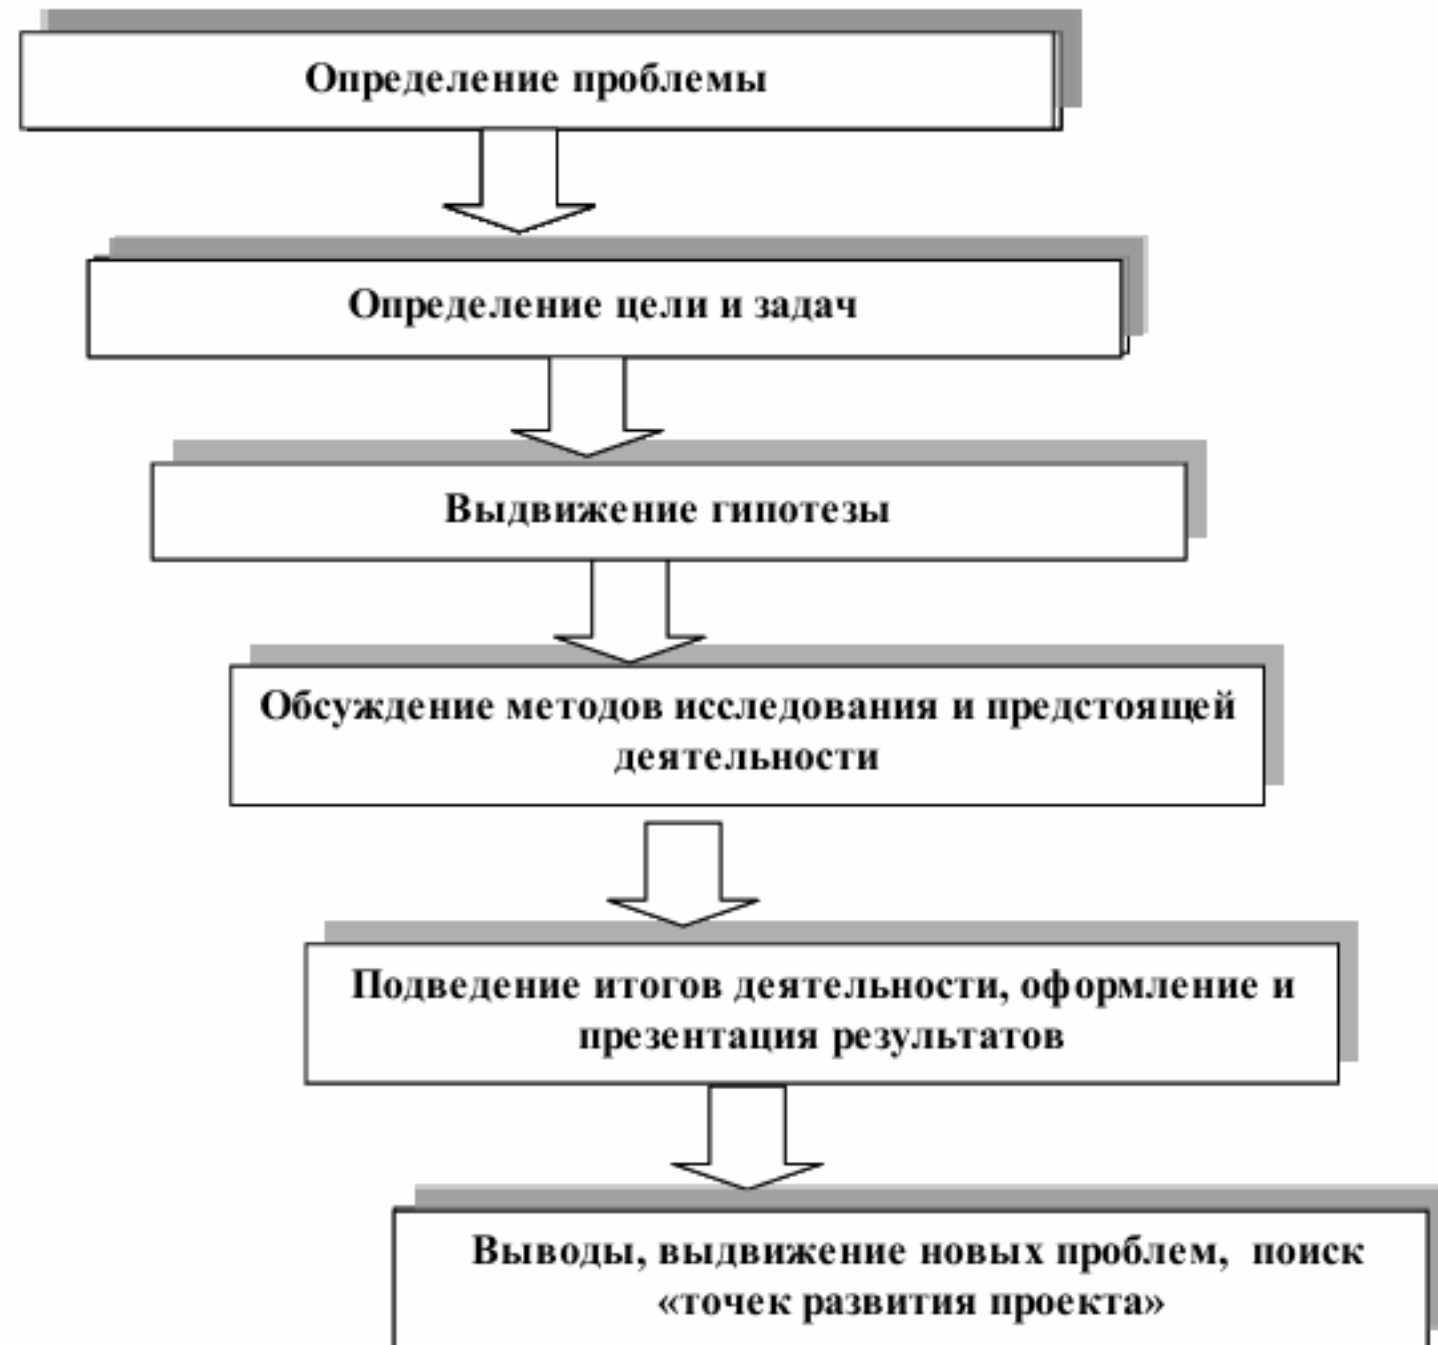 Определение проблемы
Определение цели и задач
Выдвижение гипотезы
Обсуждение методов исследования и предстоящей
деятельности
Подведение итогов деятельности, оформление и
презентация результатов
Выводы, выдвижение новых проблем, поиск
«точек развития проекта»